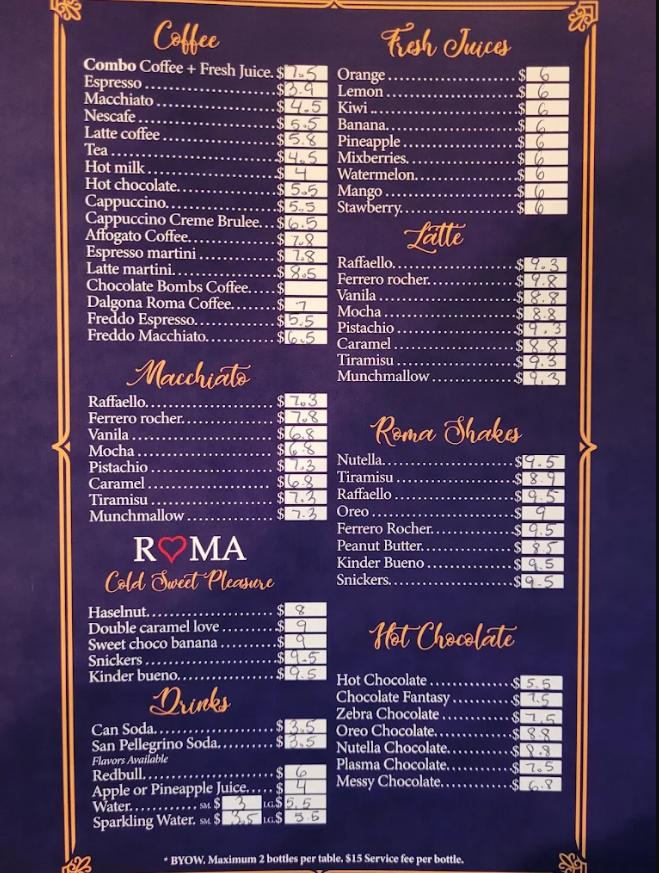 Coffee
Combo Coffee + Fresh Juice. $ 7.5
Espresso $ 3.9
Macchiato $ 4.5
Nescafe $ 5.5
Latte coffee $ 5.8
Tea $ 4.5
Hot milk $ 4
Hot chocolate $ 5.5
Cappuccino $ 5.5
Cappuccino Creme Brulee $ 6.5
Affogato Coffee $ 7.8
Espresso martini $ 7.8
Latte martini $ 8.5
Chocolate Bombs Coffee $
Dalgona Roma Coffee $ 7
Freddo Espresso $ 5.5
Freddo Macchiato $ 6.5
Macchiato
Raffaello $ 7.3
Ferrero rocher $ 7.8
Vanila $ 6.8
Mocha $ 6.8
Pistachio $ 7.3
Caramel $ 6.8
Tiramisu $ 7.3
Munchmallow $ 7.3
ROMA
Cold Sweet Pleasure
Haselnut $ 8
Double caramel love $ 9
Sweet choco banana $ 9
Snickers $ 9.5
Kinder bueno $ 9.5
Drinks
Can Soda $ 3.5
San Pellegrino Soda $ 3.5
Flavors Available
Redbull $ 6
Apple or Pineapple Juice $ 4
Water SM. $ 3 LG. $ 5.5
Sparkling Water. SM. $ 3.5 LG. $ 5.5
Fresh Juices
Orange $ 6
Lemon $ 6
Kiwi $ 6
Banana $ 6
Pineapple $ 6
Mixberries $ 6
Watermelon $ 6
Mango $ 6
Stawberry $ 6
Latte
Raffaello $ 9.3
Ferrero rocher $ 9.8
Vanila $ 8.8
Mocha $ 8.8
Pistachio $ 9.3
Caramel $ 8.8
Tiramisu $ 9.3
Munchmallow $ 9.3
Roma Shakes
Nutella $ 9.5
Tiramisu $ 8.9
Raffaello $ 9.5
Oreo $ 9
Ferrero Rocher $ 9.5
Peanut Butter $ 8.5
Kinder Bueno $ 9.5
Snickers $ 9.5
Hot Chocolate
Hot Chocolate $ 5.5
Chocolate Fantasy $ 7.5
Zebra Chocolate $ 7.5
Oreo Chocolate $ 8.8
Nutella Chocolate $ 8.8
Plasma Chocolate $ 7.5
Messy Chocolate $ 6.8
* BYOW. Maximum 2 bottles per table. $15 Service fee per bottle.